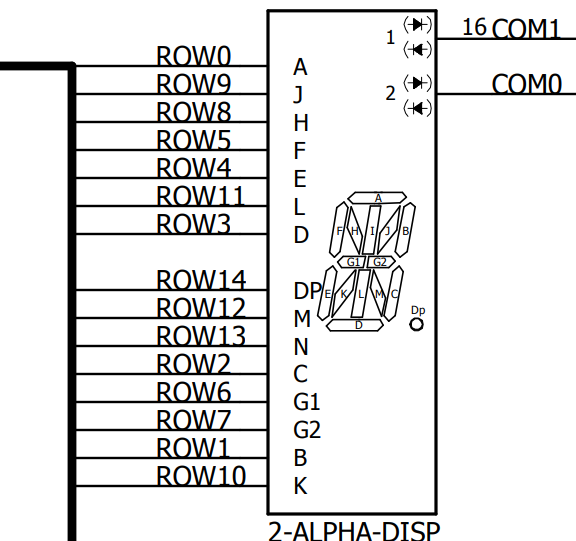 1 16 COM1
ROW0 A
2 COM0
ROW9 J
ROW8 H
ROW5 F
ROW4 E
ROW11 L
ROW3 D
ROW14 DP
ROW12 M
ROW13 N
ROW2 C
ROW6 G1
ROW7 G2
ROW1 B
ROW10 K
A
F H I J B
G1 G2
E K L M C
D
Dp
2-ALPHA-DISP